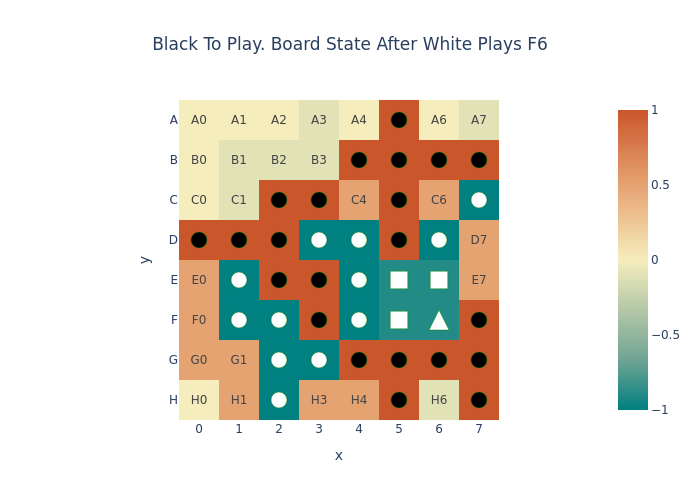 Black To Play. Board State After White Plays F6
A A0 A1 A2 A3 A4 A6 A7
B B0 B1 B2 B3
C C0 C1 C4 C6
D D7
E E0 E7
F F0
G G0 G1
H H0 H1 H3 H4 H6
0 1 2 3 4 5 6 7
x
y
1
0.5
0
−0.5
−1